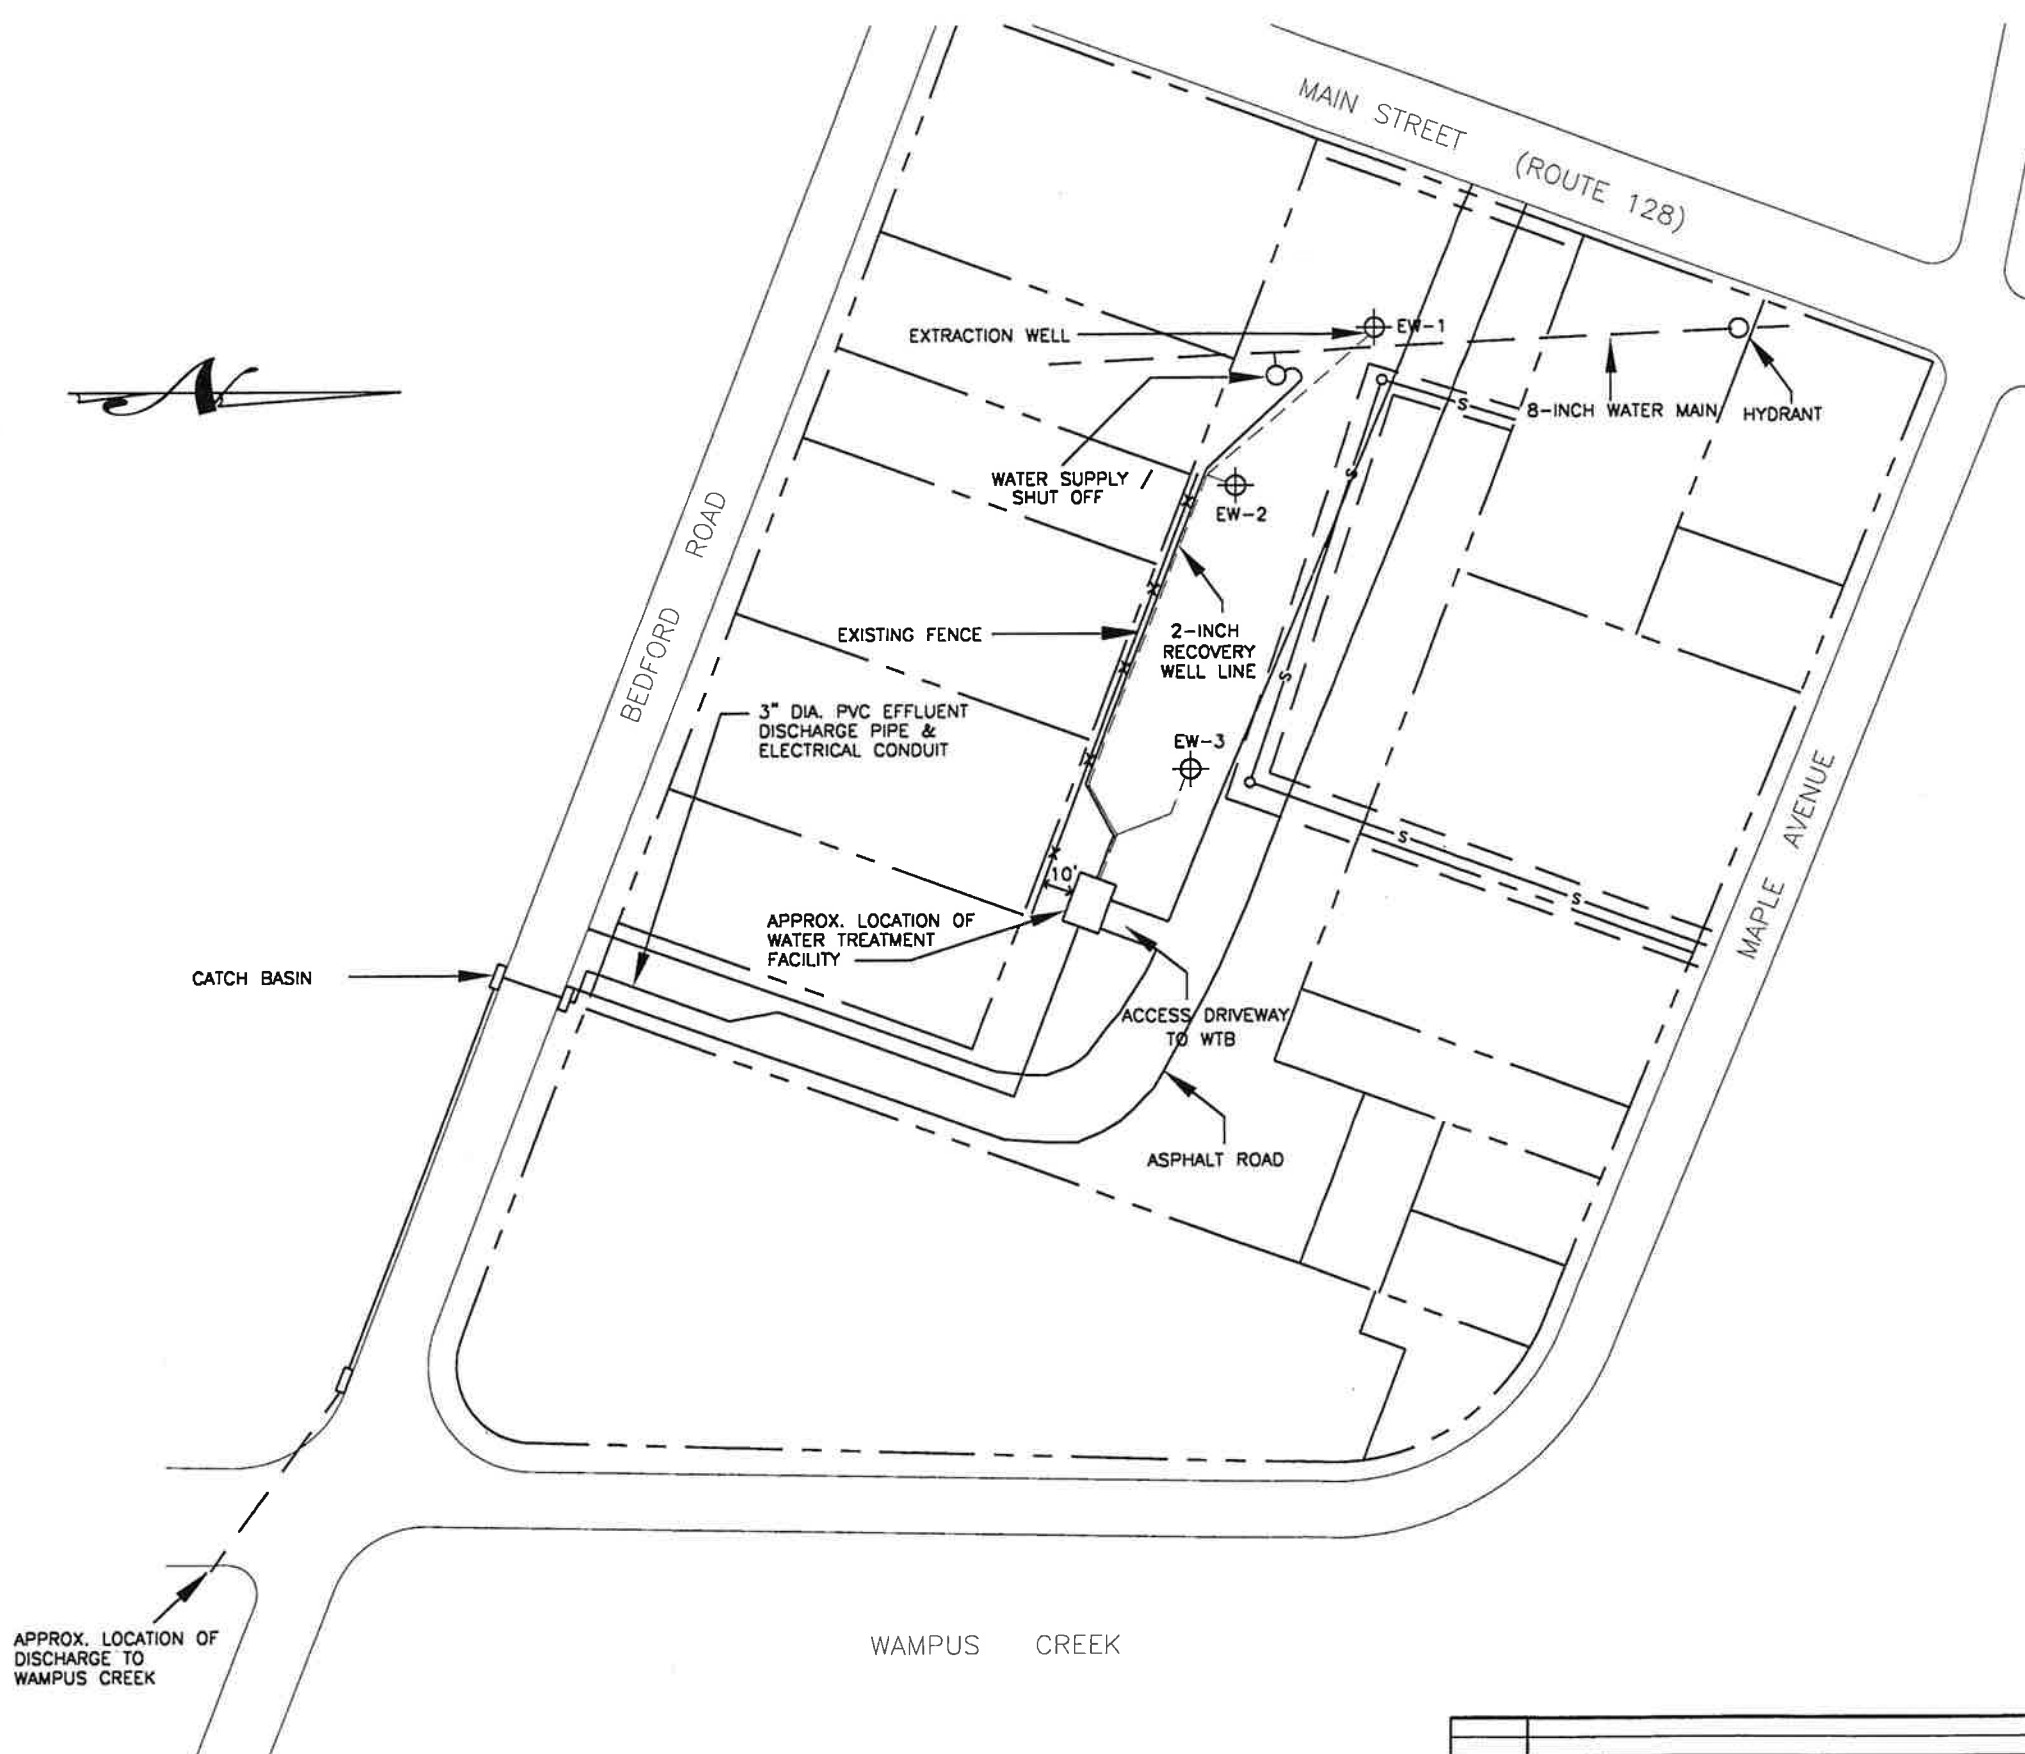 MAIN STREET (ROUTE 128)
EXTRACTION WELL
EW-1
8-INCH WATER MAIN
HYDRANT
WATER SUPPLY /
SHUT OFF
EW-2
BEDFORD ROAD
EXISTING FENCE
2-INCH
RECOVERY
WELL LINE
3" DIA. PVC EFFLUENT
DISCHARGE PIPE &
ELECTRICAL CONDUIT
EW-3
S
S
S
S
S
MAPLE AVENUE
10'
APPROX. LOCATION OF
WATER TREATMENT
FACILITY
CATCH BASIN
ACCESS DRIVEWAY
TO WTB
ASPHALT ROAD
APPROX. LOCATION OF
DISCHARGE TO
WAMPUS CREEK
WAMPUS CREEK
N